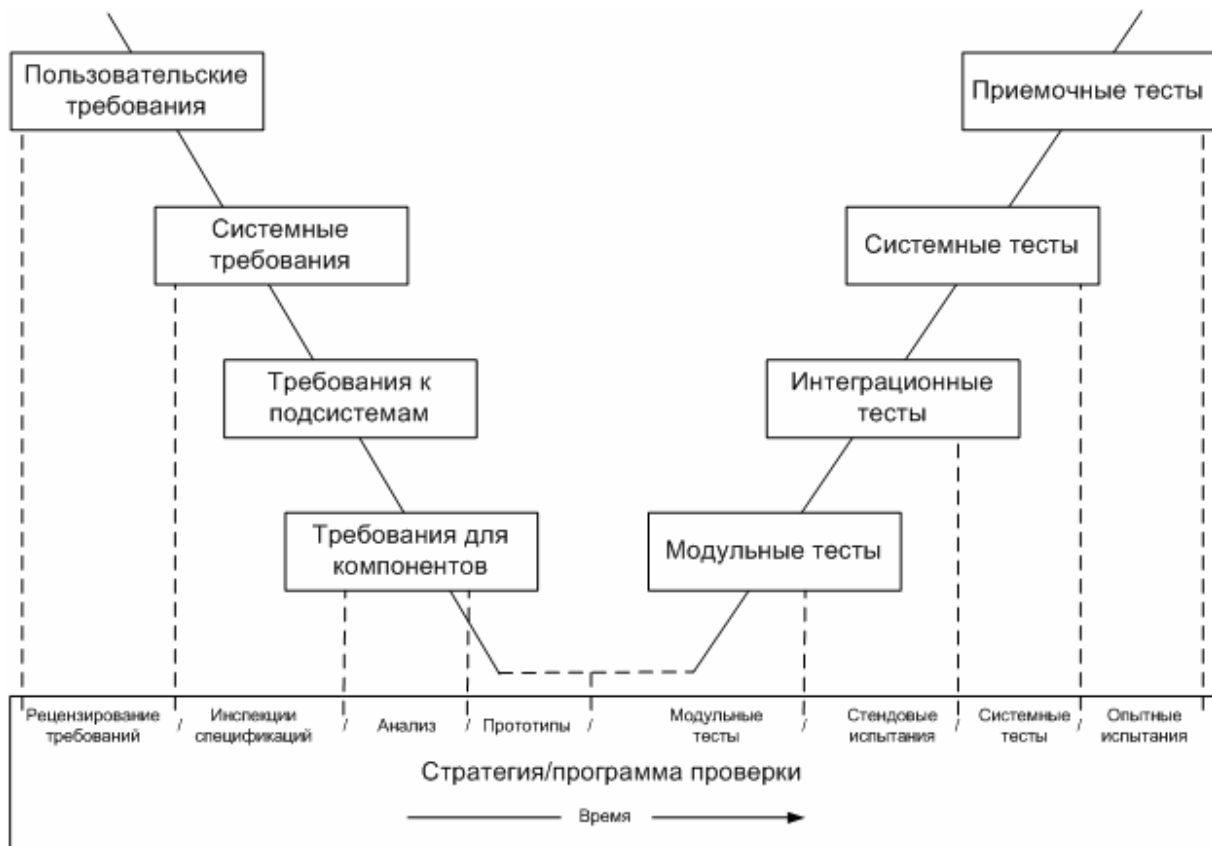 Пользовательские
требования
Приемочные тесты
Системные
требования
Системные тесты
Требования к
подсистемам
Интеграционные
тесты
Требования для
компонентов
Модульные тесты
Рецензирование
требований
/
Инспекции
спецификаций
/
Анализ
/
Прототипы
/
Модульные
тесты
/
Стендовые
испытания
/
Системные
тесты
/
Опытные
испытания
/
Стратегия/программа проверки
Время